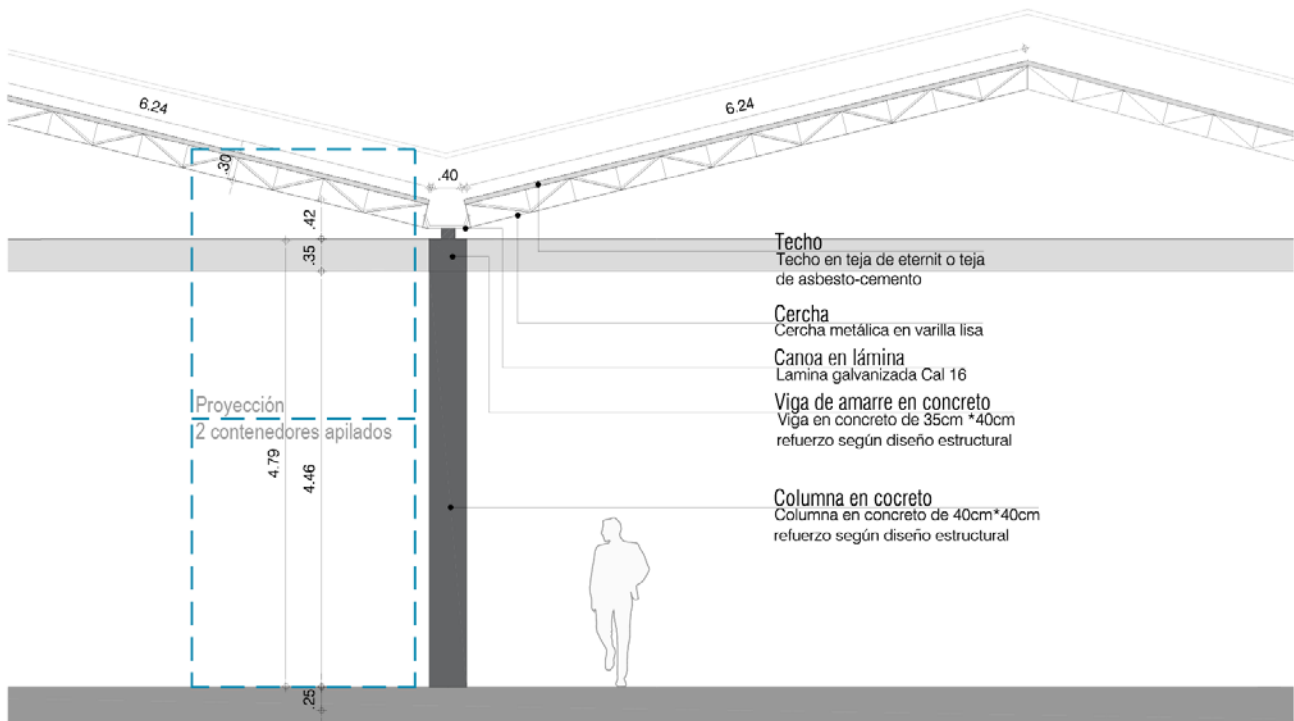 6.24
6.24
.30
.40
.42
.35
Techo
Techo en teja de eternit o teja
de asbesto-cemento
Cercha
Cercha metálica en varilla lisa
Canoa en lámina
Lamina galvanizada Cal 16
Proyección
Viga de amarre en concreto
Viga en concreto de 35cm *40cm
refuerzo según diseño estructural
2 contenedores apilados
4.79
4.46
Columna en cocreto
Columna en concreto de 40cm*40cm
refuerzo según diseño estructural
.25